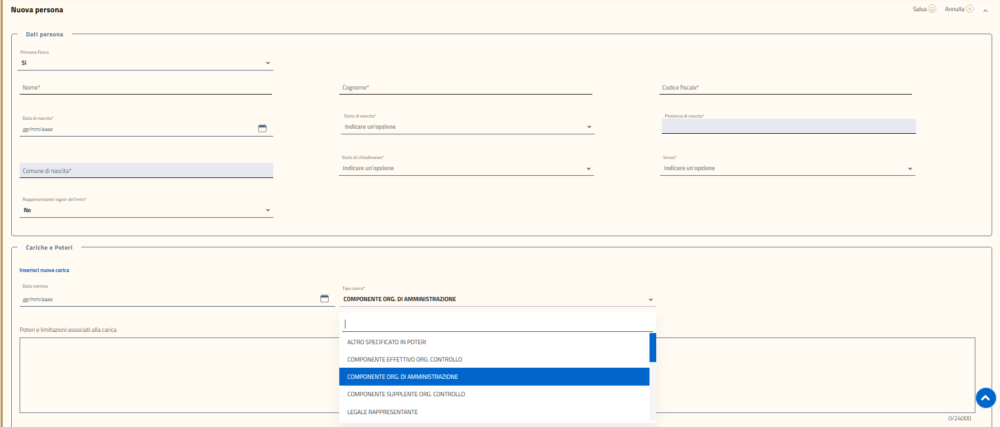 Nuova persona
Salva
Annulla
Dati persona
Persona Fisica
Si
Nome*
Cognome*
Codice fiscale*
Data di nascita*
gg/mm/aaaa
Stato di nascita*
Indicare un'opzione
Provincia di nascita*
Comune di nascita*
Stato di cittadinanza*
Indicare un'opzione
Sesso*
Indicare un'opzione
Rappresentante legale dell'ente*
No
Cariche e Poteri
Inserisci nuova carica
Data nomina
gg/mm/aaaa
Tipo carica*
COMPONENTE ORG. DI AMMINISTRAZIONE
Poteri e limitazioni associati alla carica
ALTRO SPECIFICATO IN POTERI
COMPONENTE EFFETTIVO ORG. CONTROLLO
COMPONENTE ORG. DI AMMINISTRAZIONE
COMPONENTE SUPPLENTE ORG. CONTROLLO
LEGALE RAPPRESENTANTE
0/24000